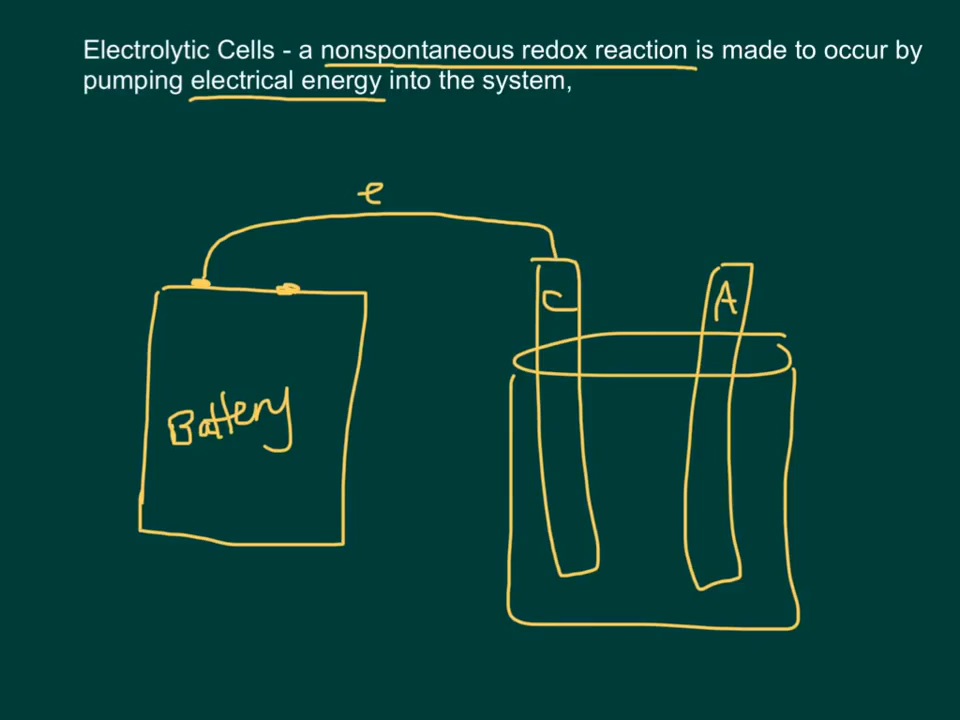 Electrolytic Cells - a nonspontaneous redox reaction is made to occur by
pumping electrical energy into the system,
e
C
A
Battery